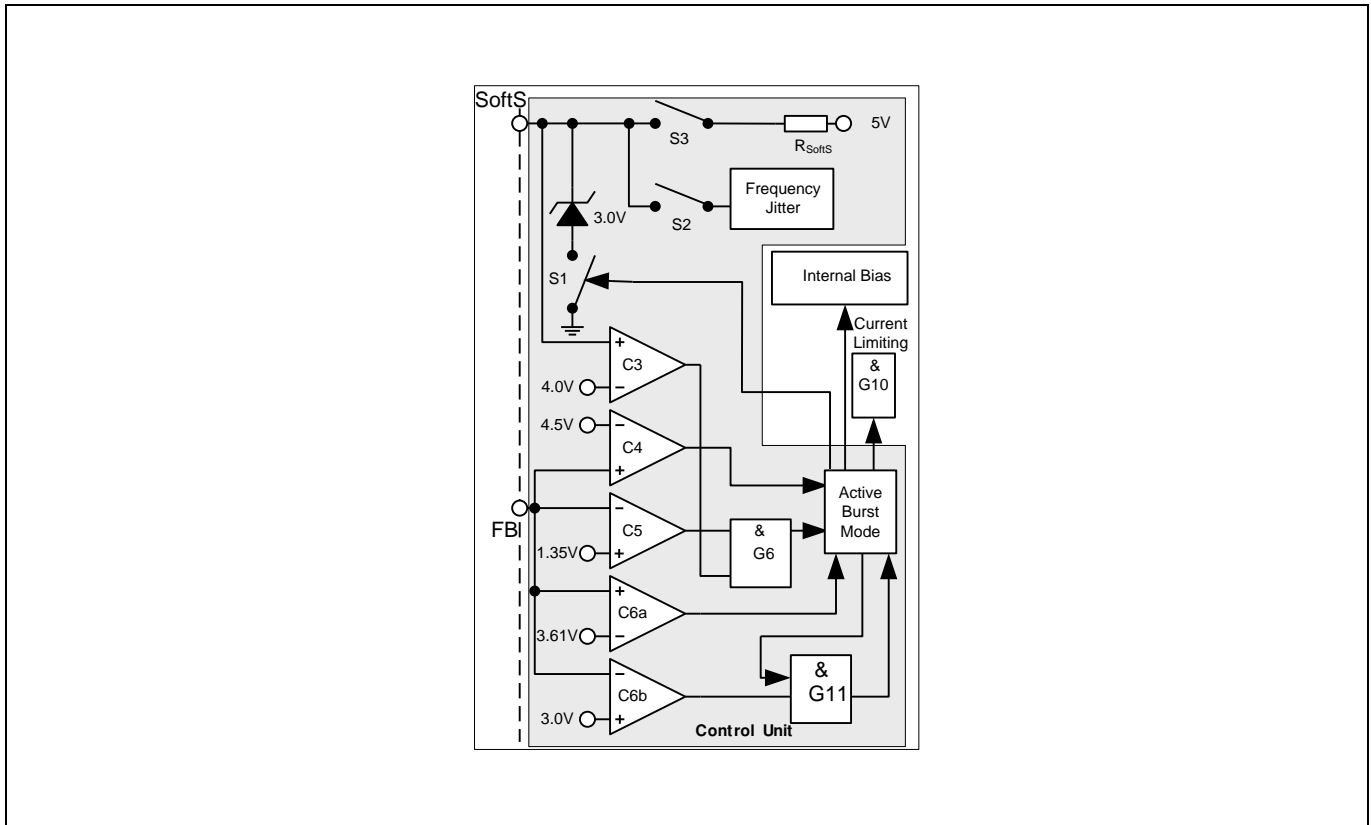 SoftS
5V
S3
RSoftS
Frequency
Jitter
S2
3.0V
Internal Bias
S1
Current
Limiting
+
C3
&
G10
4.0V
−
4.5V
−
C4
+
Active
Burst
Mode
FB
−
C5
&
G6
1.35V
+
+
C6a
3.61V
−
−
C6b
&
G11
3.0V
+
Control Unit